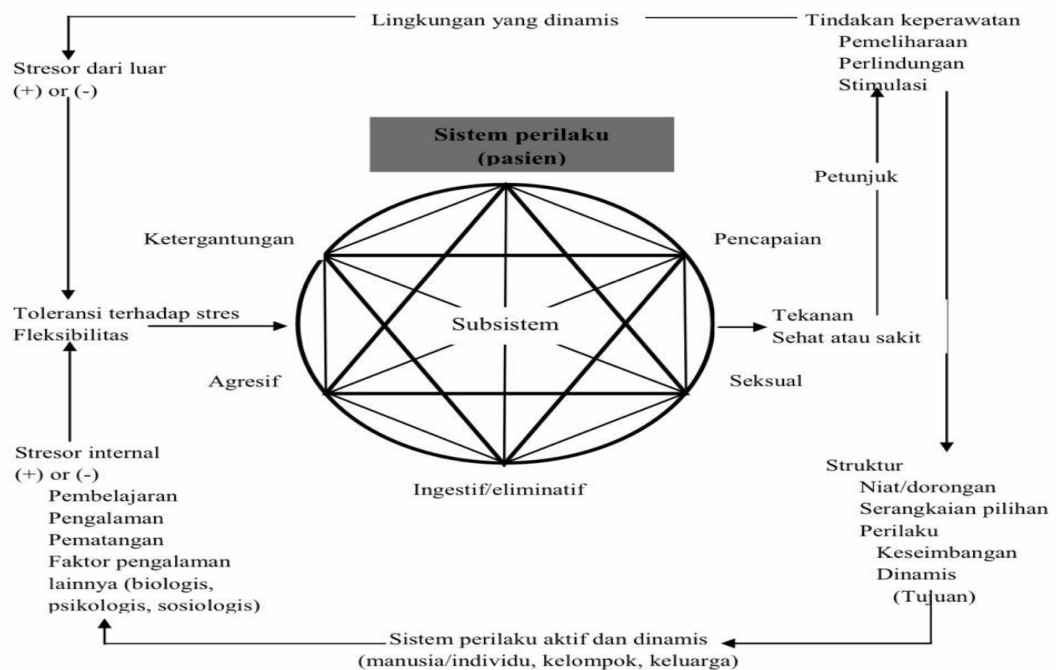 Lingkungan yang dinamis
Tindakan keperawatan
Pemeliharaan
Perlindungan
Stimulasi
Stresor dari luar
(+) or (-)
Sistem perilaku
(pasien)
Petunjuk
Ketergantungan
Pencapaian
Toleransi terhadap stres
Fleksibilitas
Subsistem
Tekanan
Sehat atau sakit
Agresif
Seksual
Ingestif/eliminatif
Stresor internal
(+) or (-)
Pembelajaran
Pengalaman
Pematangan
Faktor pengalaman
lainnya (biologis,
psikologis, sosiologis)
Struktur
Niat/dorongan
Serangkaian pilihan
Perilaku
Keseimbangan
Dinamis
(Tujuan)
Sistem perilaku aktif dan dinamis
(manusia/individu, kelompok, keluarga)